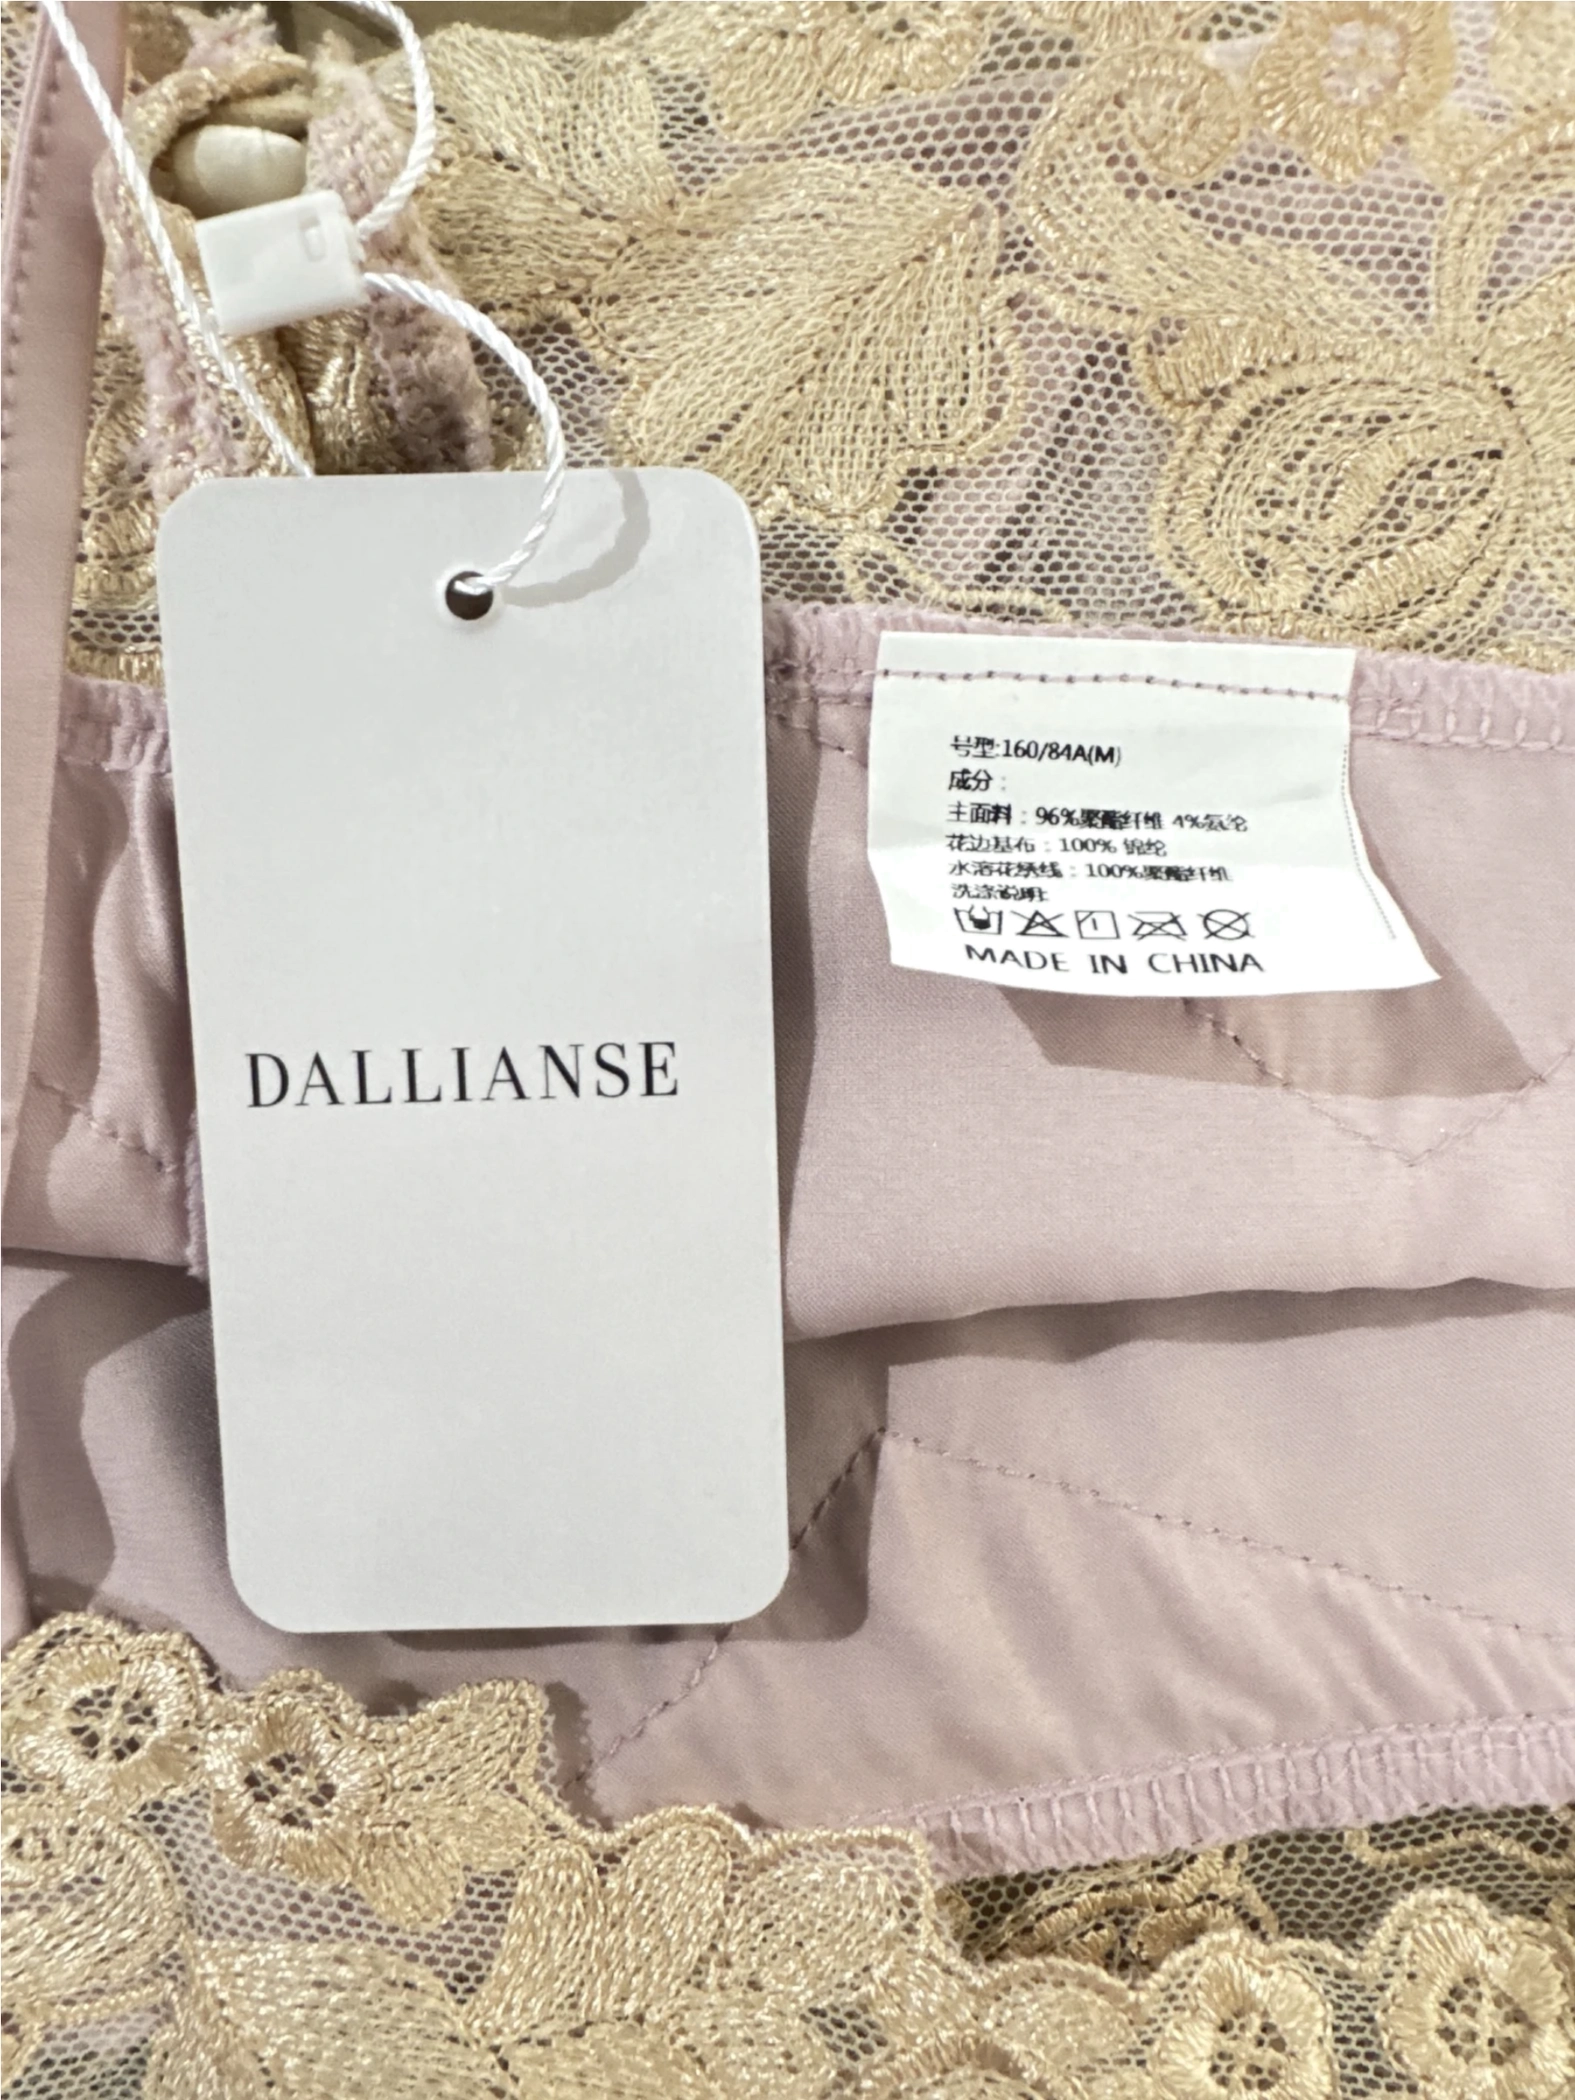 DALLIANSE
号型:160/84A(M)
成分:
主面料:96%聚酯纤维 4%氨纶
花边基布:100% 锦纶
水溶花绣线:100%聚酯纤维
洗涤说明:
MADE IN CHINA